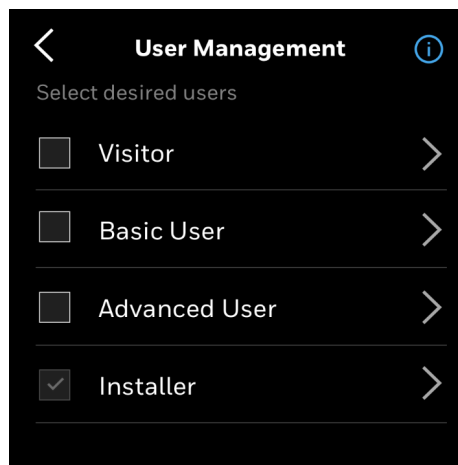 User Management
Select desired users
Visitor
Basic User
Advanced User
Installer